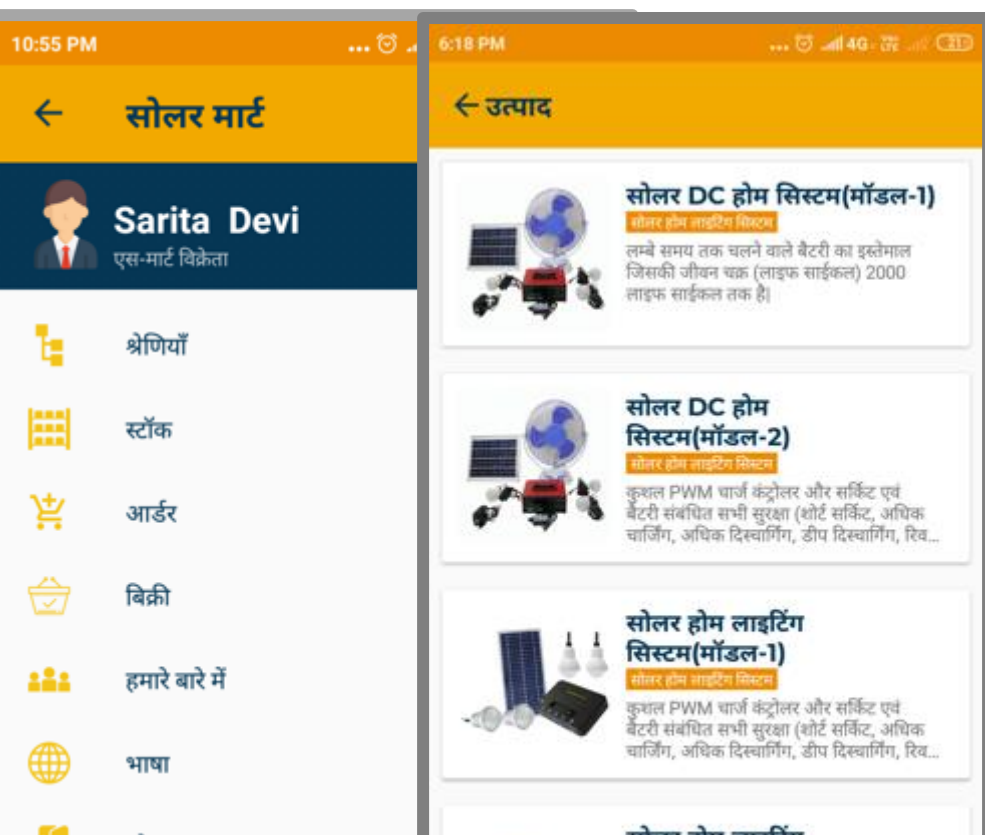 10:55 PM
सोलर मार्ट
Sarita Devi
एस-मार्ट विक्रेता
श्रेणियाँ
स्टॉक
आर्डर
बिक्री
हमारे बारे में
भाषा
6:18 PM
4G
21
उत्पाद
सोलर DC होम सिस्टम(मॉडल-1)
सोलर होम लाइटिंग सिस्टम
लम्बे समय तक चलने वाले बैटरी का इस्तेमाल
जिसकी जीवन चक्र (लाइफ साईकल) 2000
लाइफ साईकल तक है|
सोलर DC होम
सिस्टम(मॉडल-2)
सोलर होम लाइटिंग सिस्टम
कुशल PWM चार्ज कंट्रोलर और सर्किट एवं
बैटरी संबंधित सभी सुरक्षा (शोर्ट सर्किट, अधिक
चार्जिंग, अधिक दिस्चार्गिंग, डीप दिस्चार्गिंग, रिव...
सोलर होम लाइटिंग
सिस्टम(मॉडल-1)
सोलर होम लाइटिंग सिस्टम
कुशल PWM चार्ज कंट्रोलर और सर्किट एवं
बैटरी संबंधित सभी सुरक्षा (शोर्ट सर्किट, अधिक
चार्जिंग, अधिक दिस्चार्गिंग, डीप दिस्चार्गिंग, रिव...
सोलर होम लाइटिंग